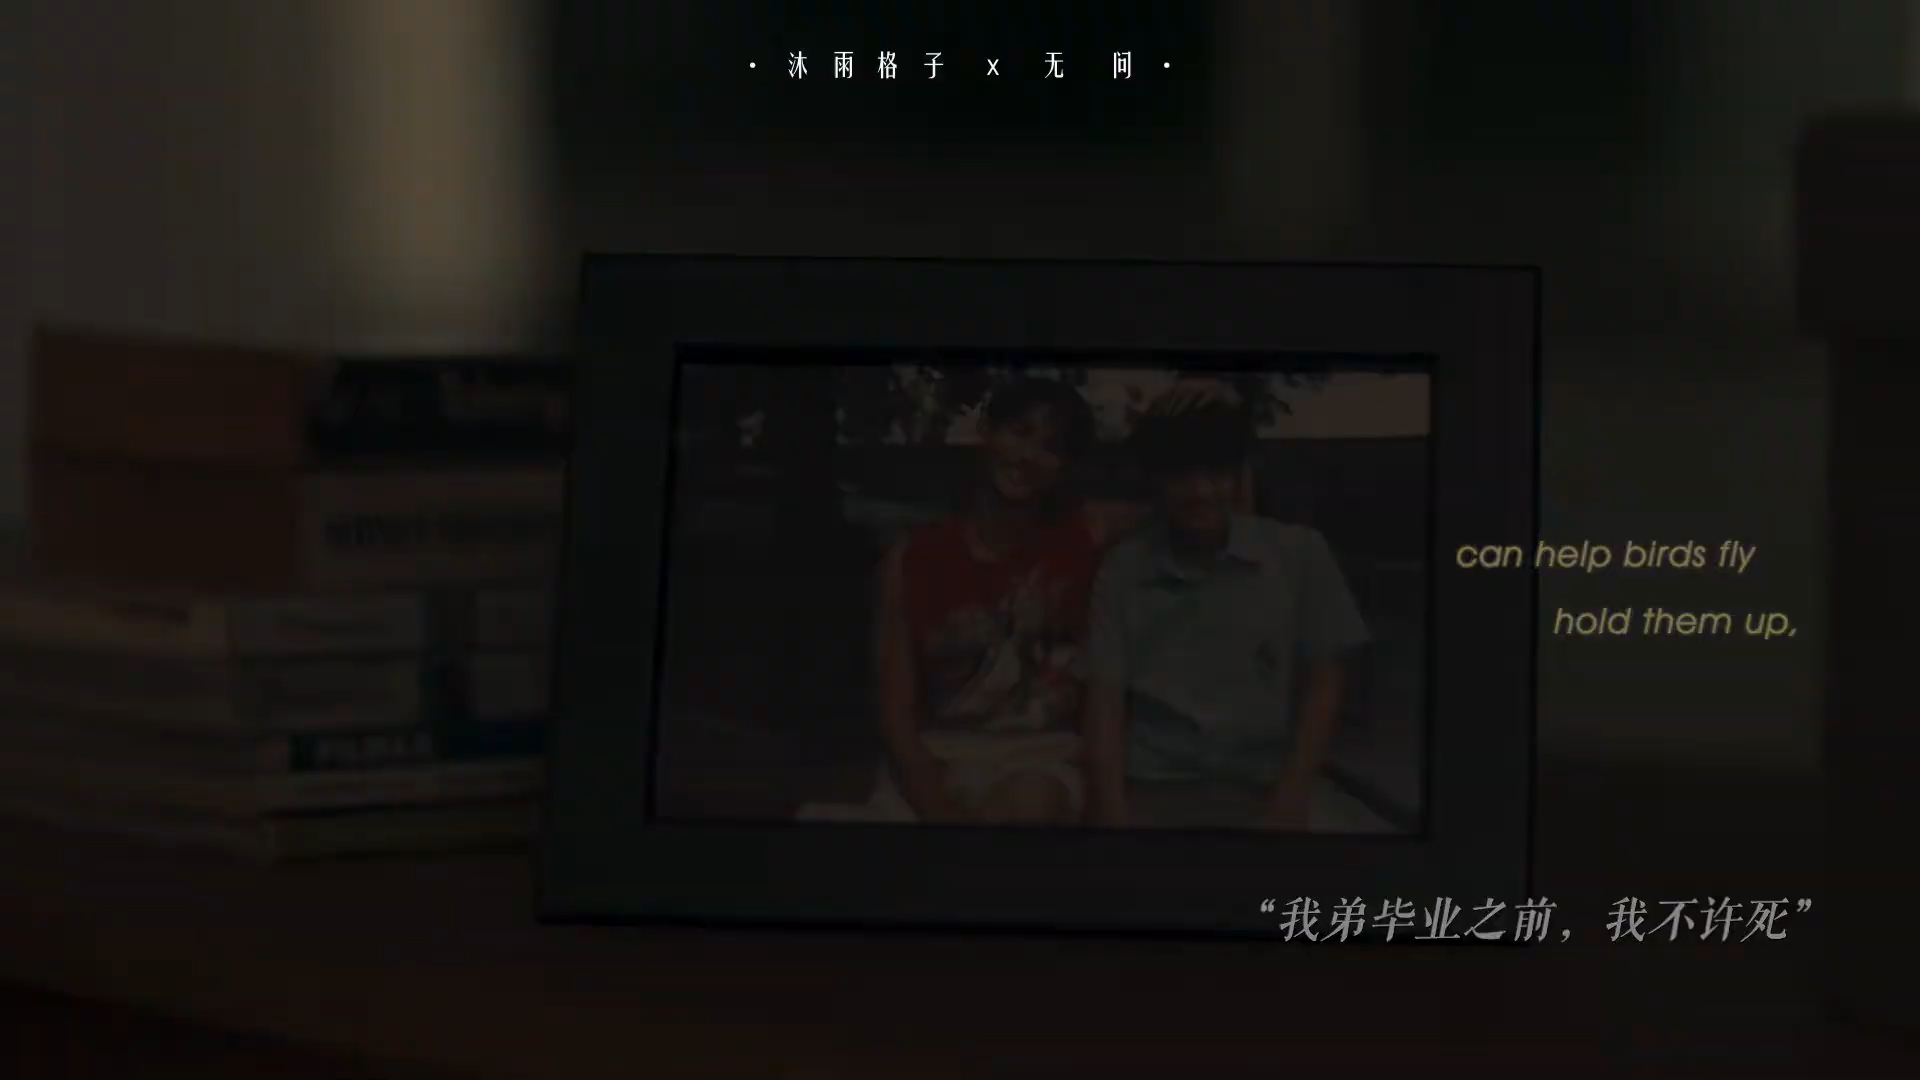 · 沐雨格子 x 无 问 ·
can help birds fly
hold them up,
“我弟毕业之前，我不许死”